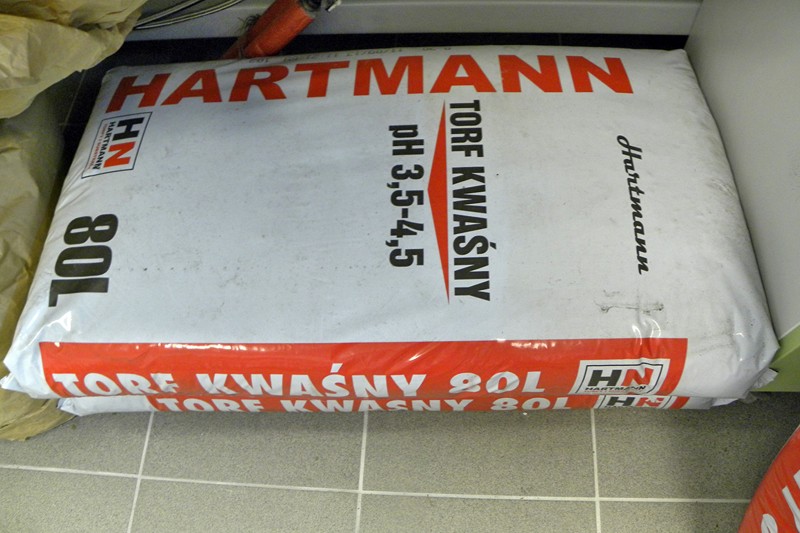 HARTMANN
HN
HARTMANN
80L
TORF KWAŚNY
pH 3,5-4,5
Hartmann
TORF KWAŚNY 80L
HN
HARTMANN
TORF KWAŚNY 80L
HN